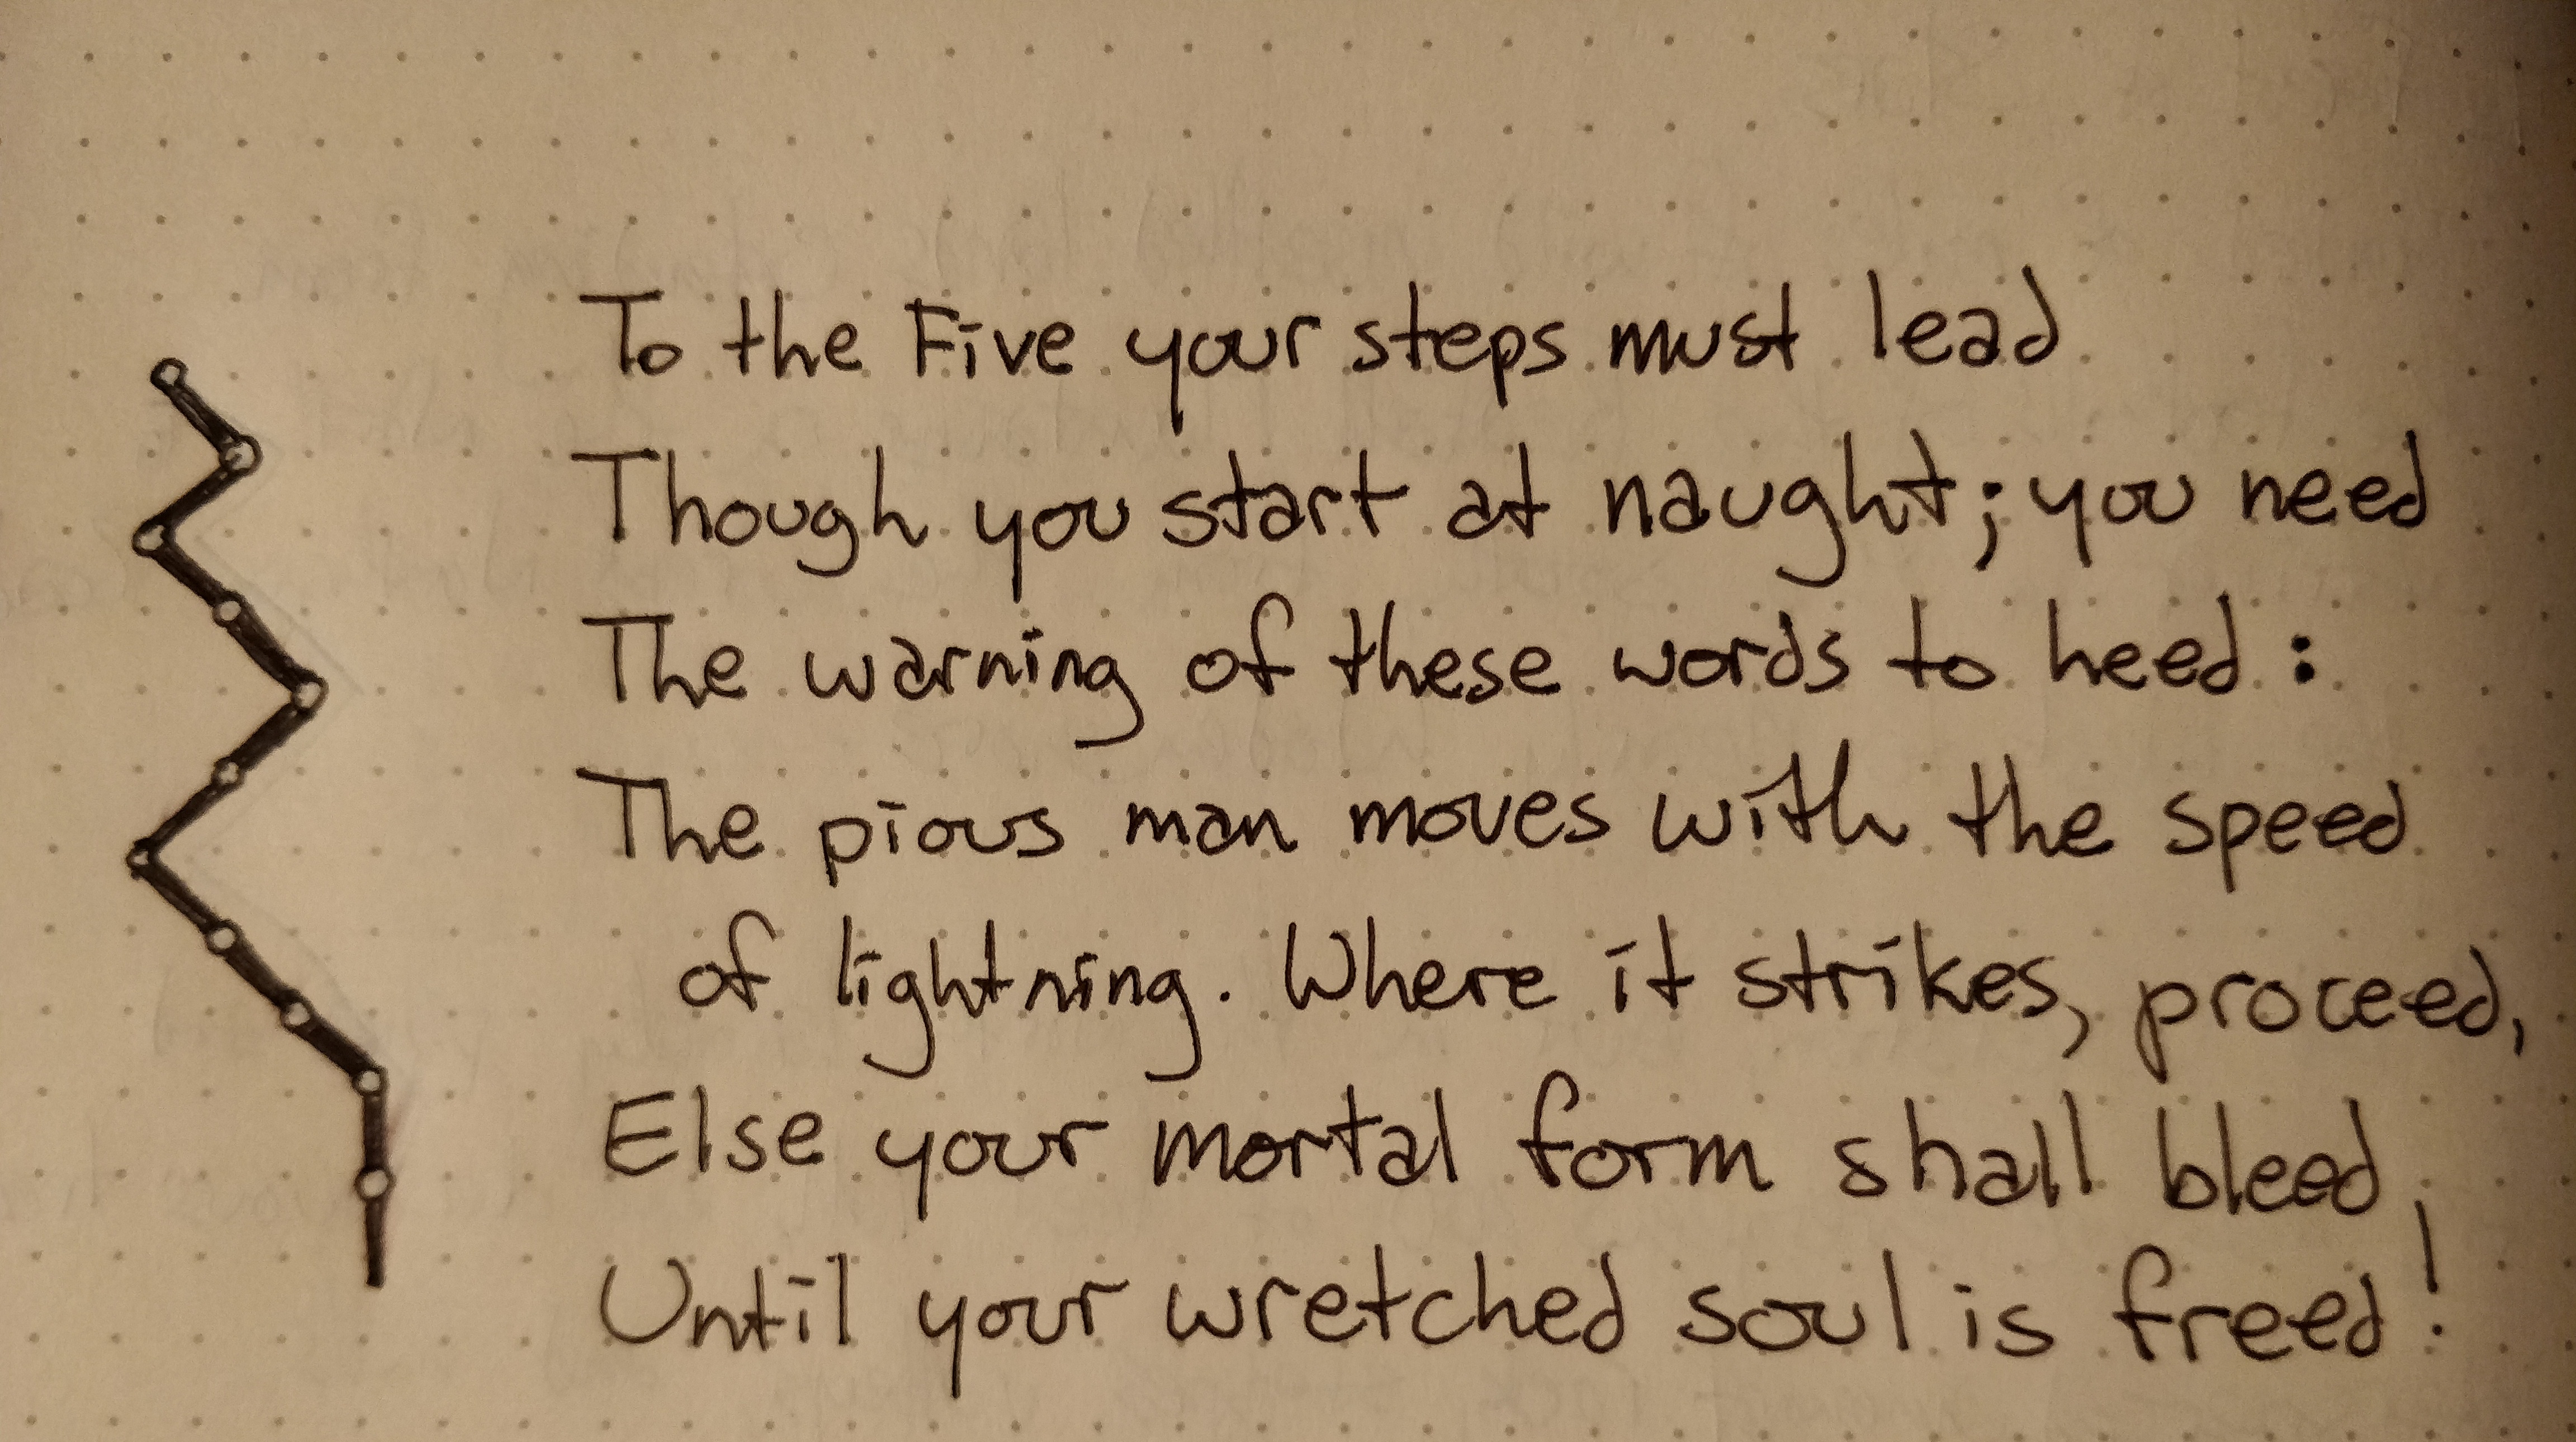 To the Five your steps must lead
Though you start at naught; you need
The warning of these words to heed:
The pious man moves with the speed
of lightning. Where it strikes, proceed,
Else your mortal form shall bleed,
Until your wretched soul is freed!